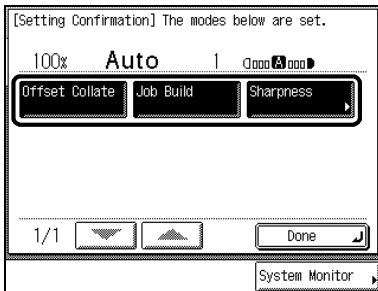 [Setting Confirmation] The modes below are set.
100% Auto 1 A
Offset Collate Job Build Sharpness
1/1 Done
System Monitor